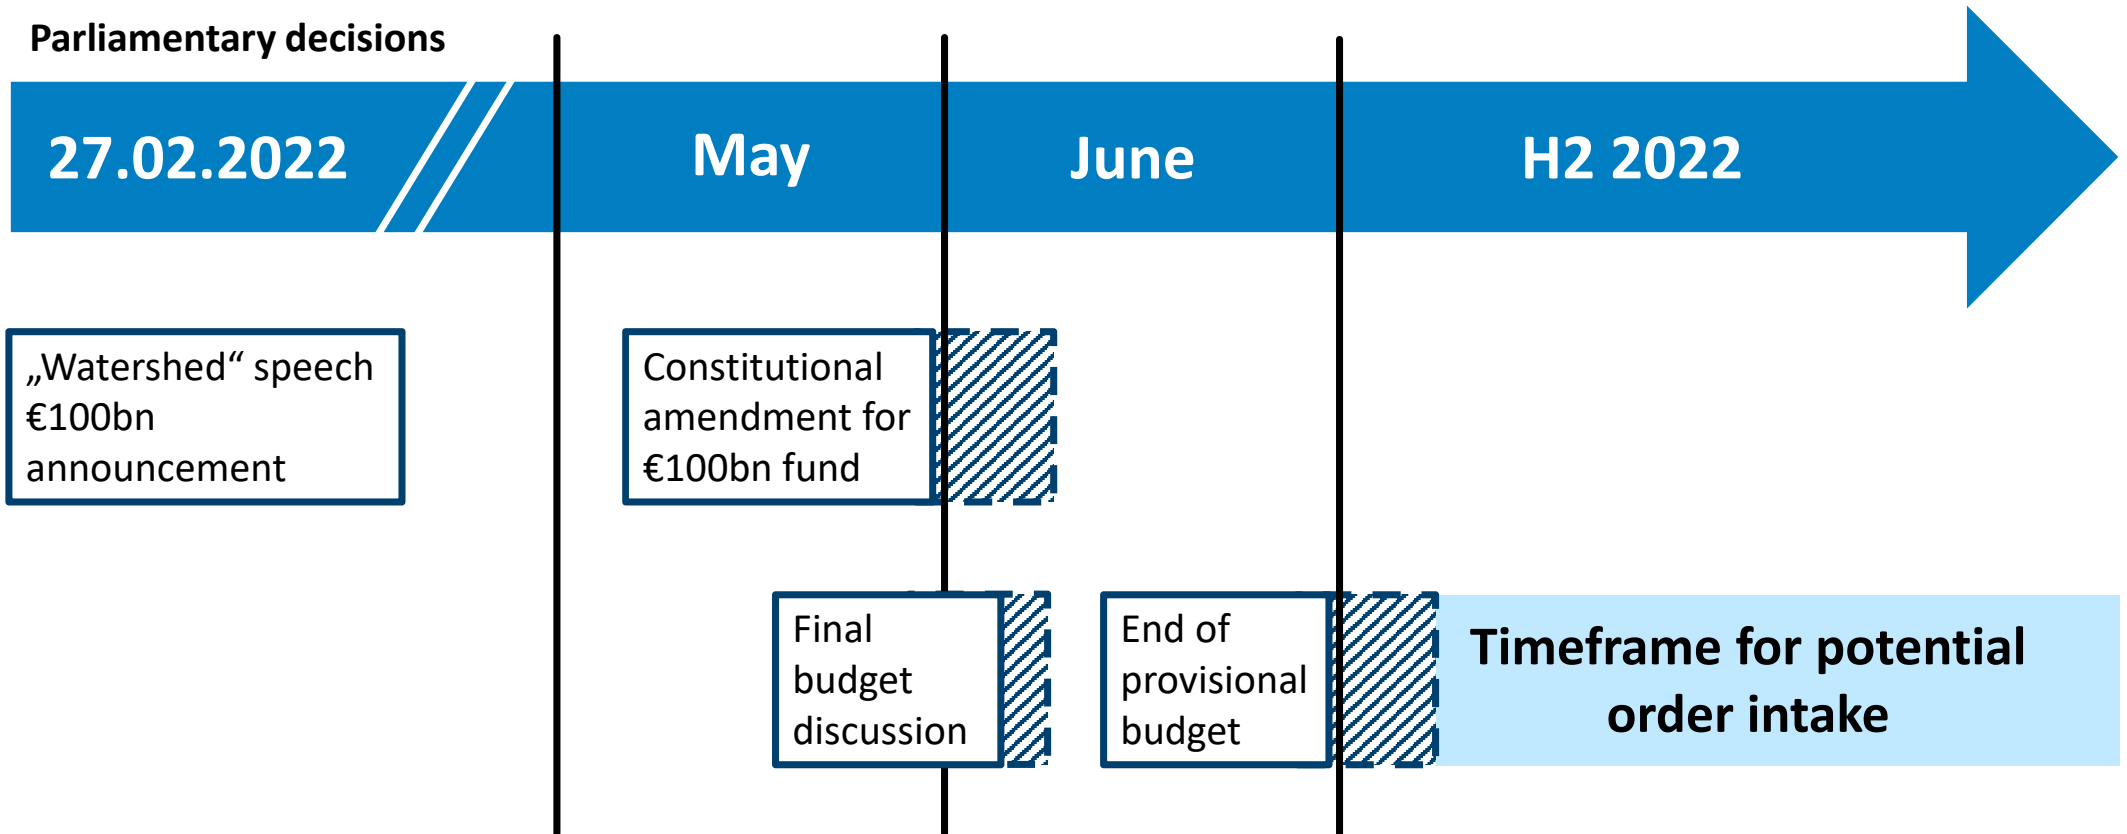 Parliamentary decisions
27.02.2022
May
June
H2 2022
„Watershed“ speech
€100bn
announcement
Constitutional
amendment for
€100bn fund
Final
budget
discussion
End of
provisional
budget
Timeframe for potential
order intake